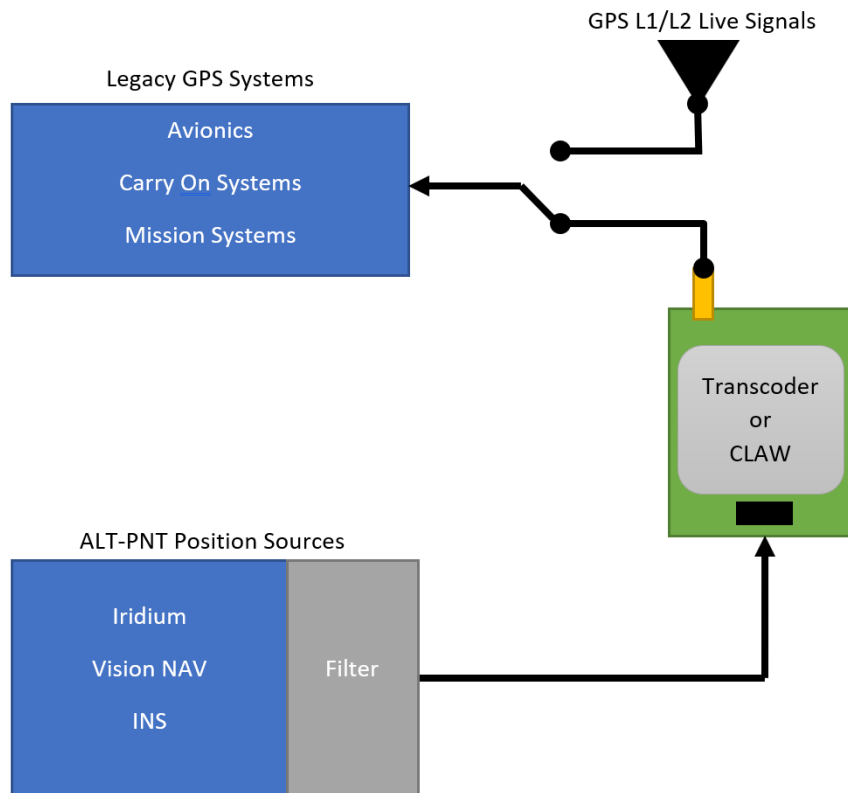 GPS L1/L2 Live Signals
Legacy GPS Systems
Avionics
Carry On Systems
Mission Systems
Transcoder
or
CLAW
ALT-PNT Position Sources
Iridium
Vision NAV
INS
Filter